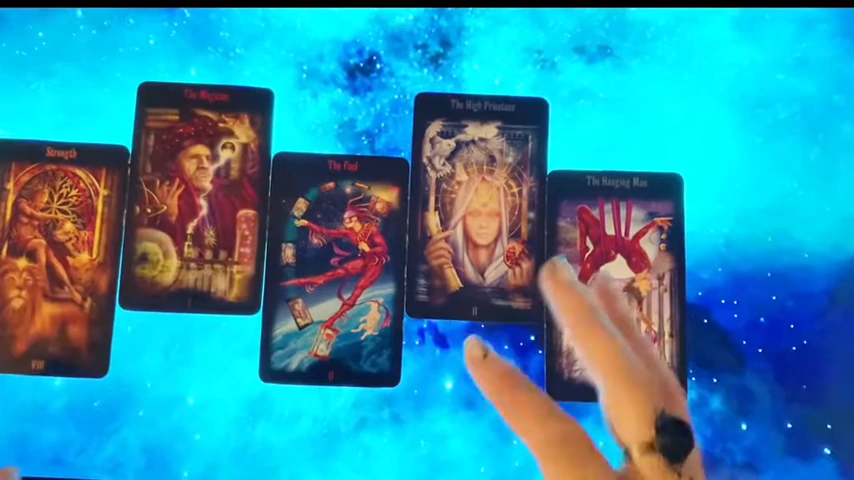 Strength
VIII
The Magician
I
The Fool
0
The High Priestess
II
The Hanging Man